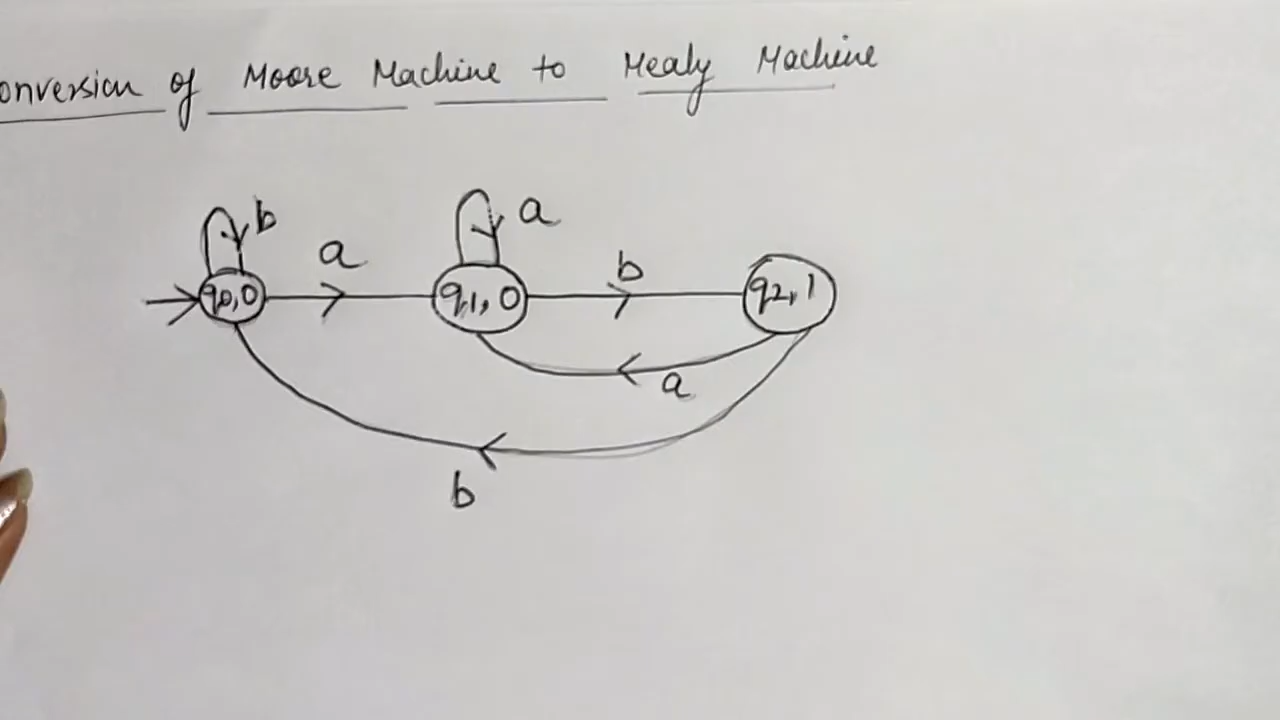 onversion of Moore Machine to Mealy Machine
b
a
a
b
q0,0
q1,0
q2,1
a
b